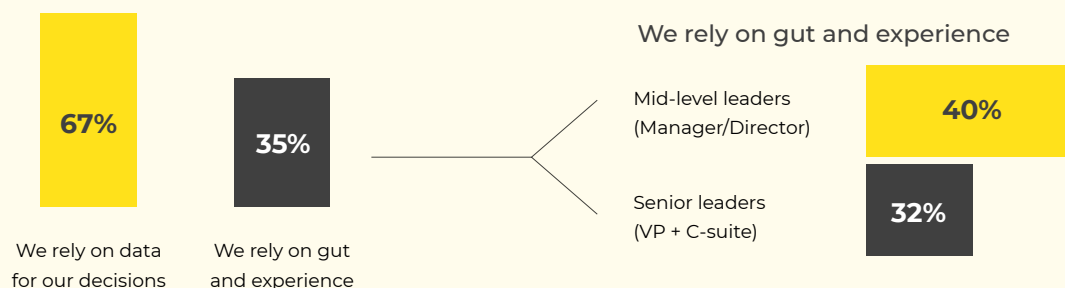 67%
We rely on data
for our decisions
35%
We rely on gut
and experience
We rely on gut and experience
Mid-level leaders
(Manager/Director)
40%
Senior leaders
(VP + C-suite)
32%